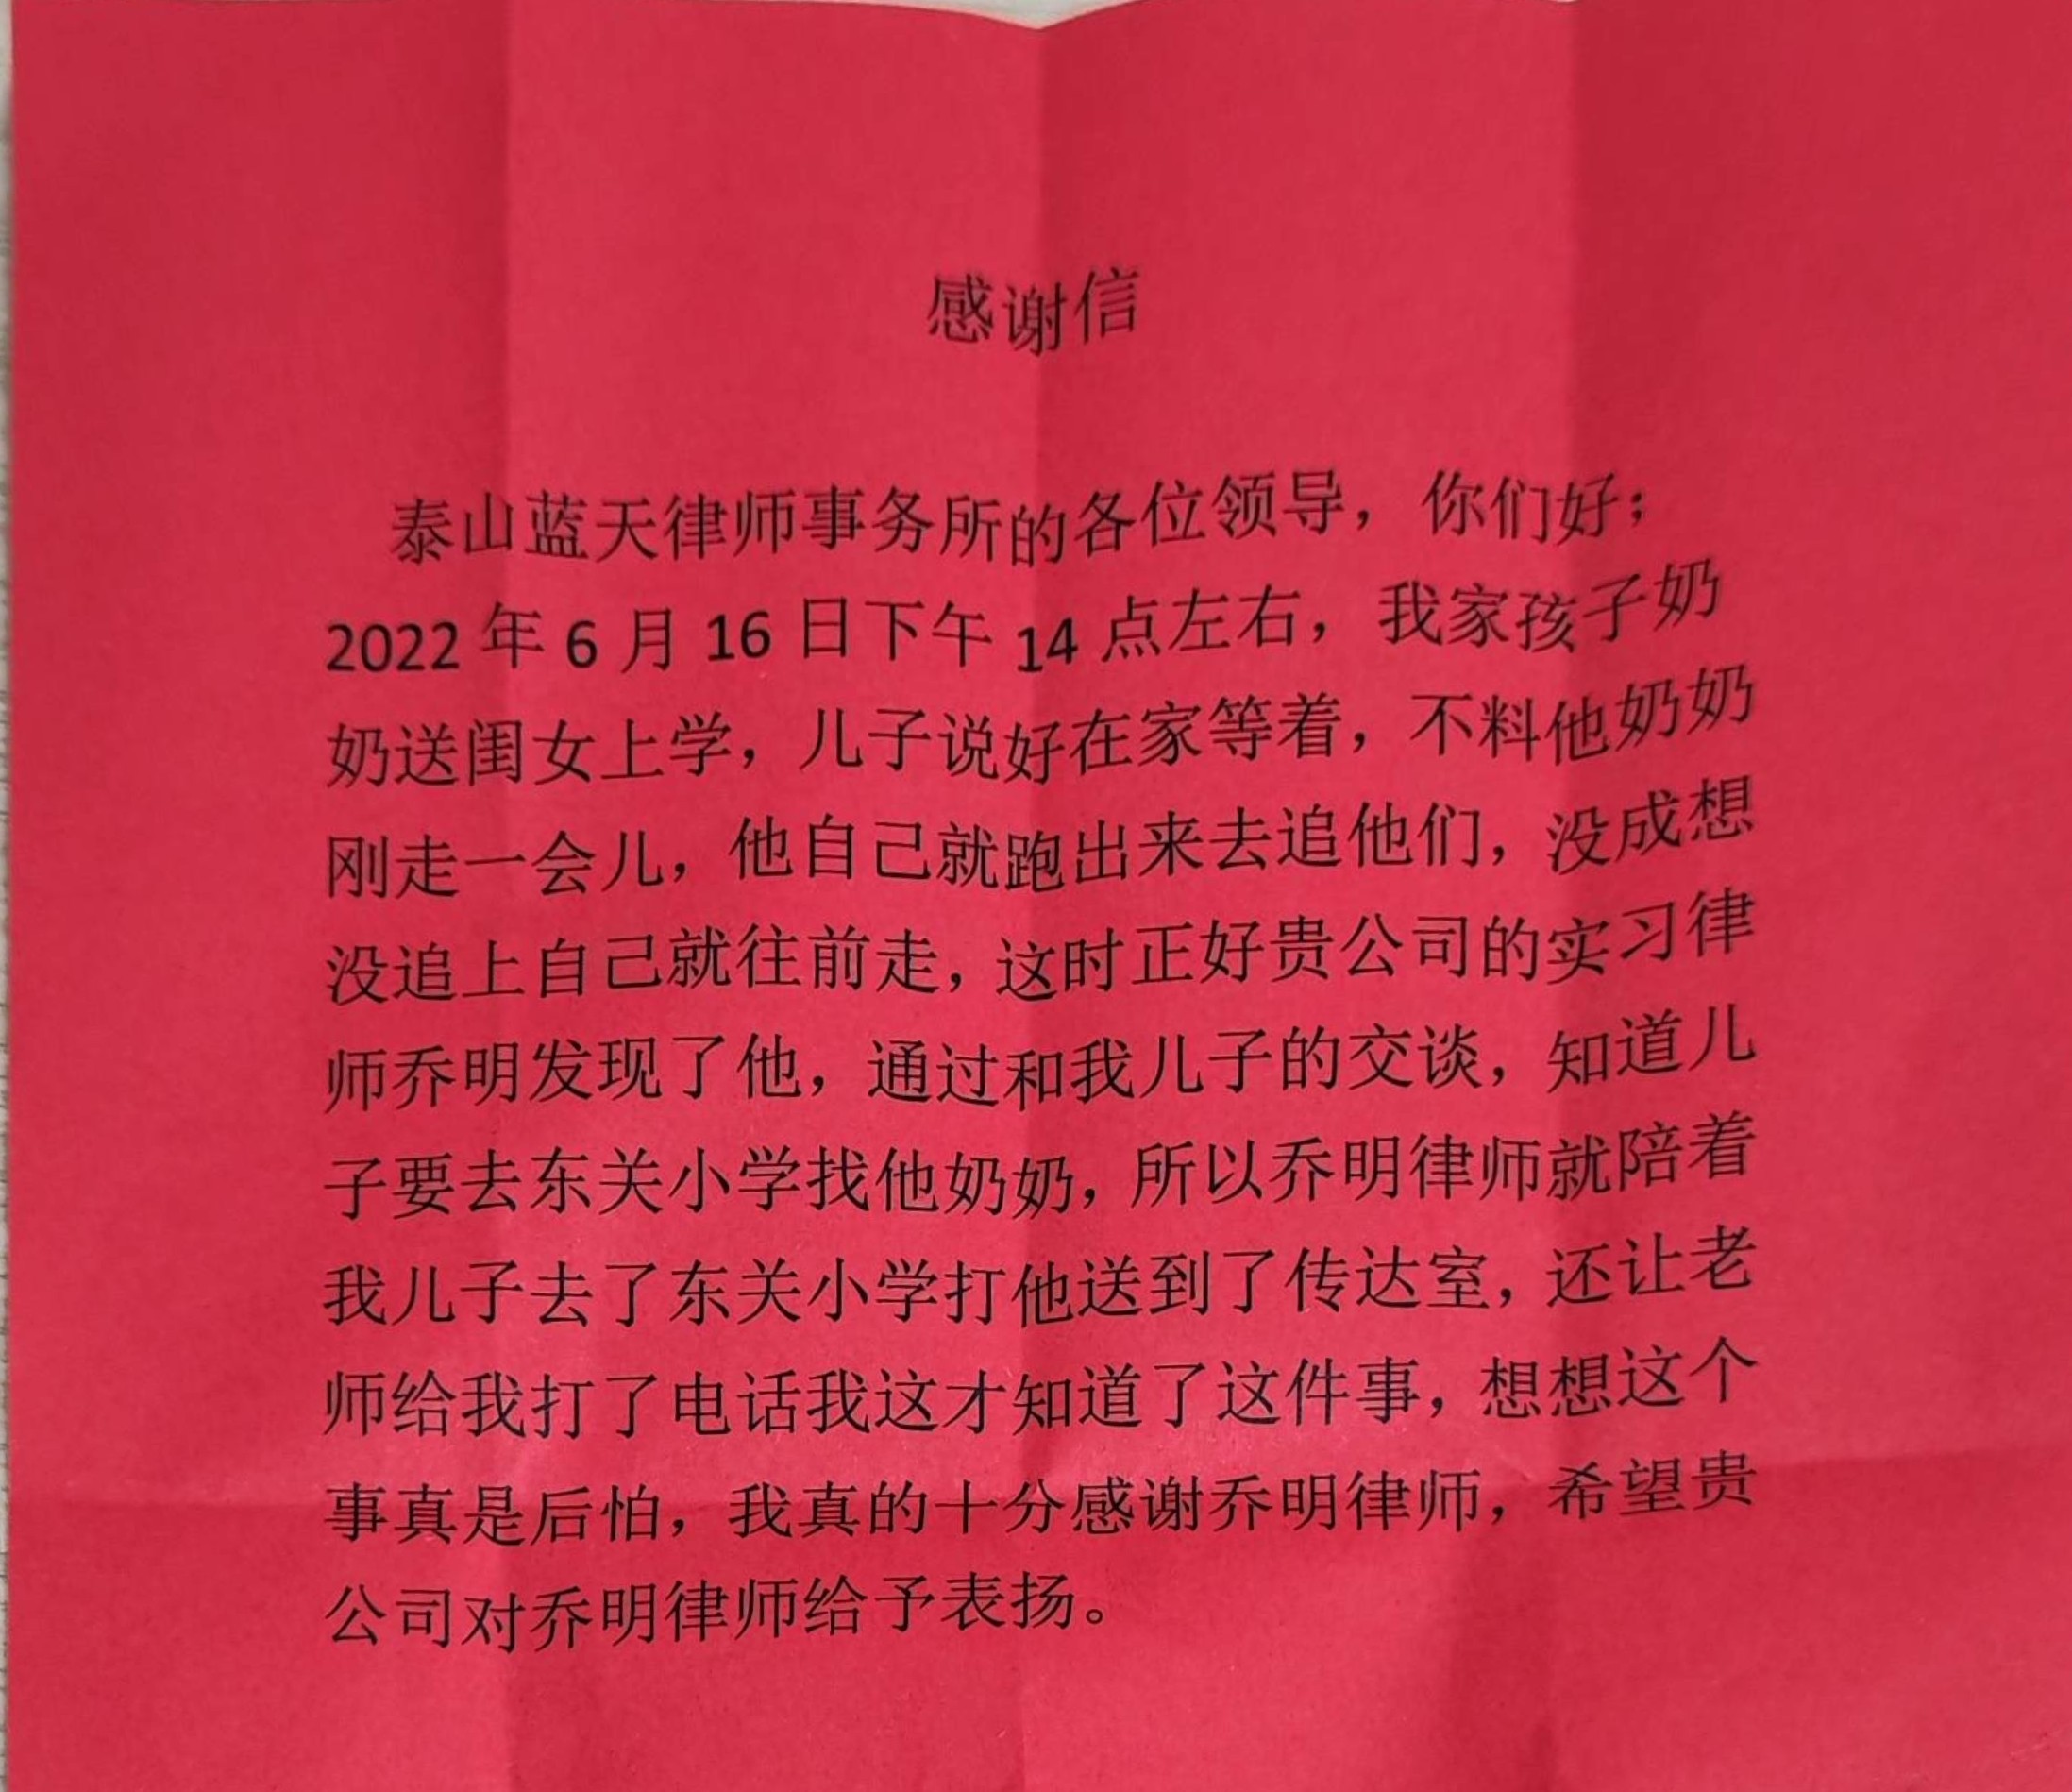 感谢信
泰山蓝天律师事务所的各位领导，你们好；
2022年6月16日下午14点左右，我家孩子奶
奶送闺女上学，儿子说好在家等着，不料他奶奶
刚走一会儿，他自己就跑出来去追他们，没成想
没追上自己就往前走，这时正好贵公司的实习律
师乔明发现了他，通过和我儿子的交谈，知道儿
子要去东关小学找他奶奶，所以乔明律师就陪着
我儿子去了东关小学打他送到了传达室，还让老
师给我打了电话我这才知道了这件事，想想这个
事真是后怕，我真的十分感谢乔明律师，希望贵
公司对乔明律师给予表扬。